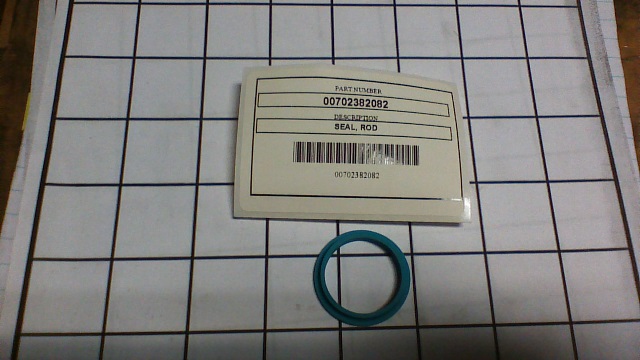 PART NUMBER
00702382082
DESCRIPTION
SEAL, ROD
00702382082